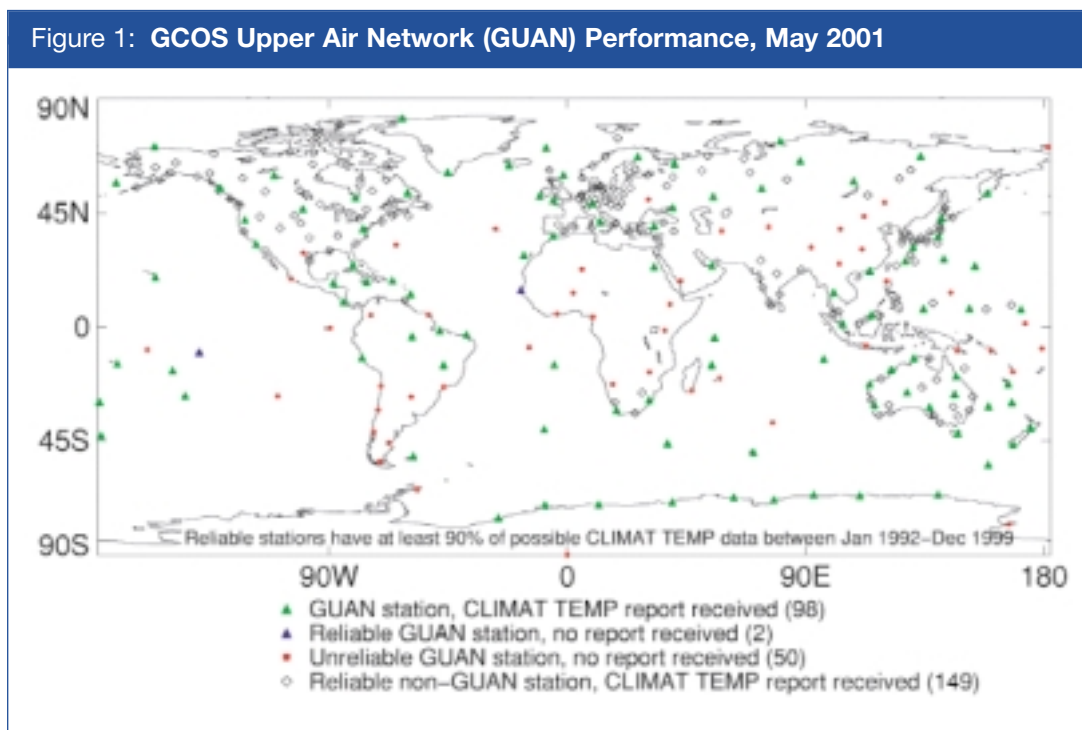 Figure 1: GCOS Upper Air Network (GUAN) Performance, May 2001
90N
45N
0
45S
90S
Reliable stations have at least 90% of possible CLIMAT TEMP data between Jan 1992–Dec 1999
90W 0 90E 180
GUAN station, CLIMAT TEMP report received (98)
Reliable GUAN station, no report received (2)
Unreliable GUAN station, no report received (50)
Reliable non–GUAN station, CLIMAT TEMP report received (149)